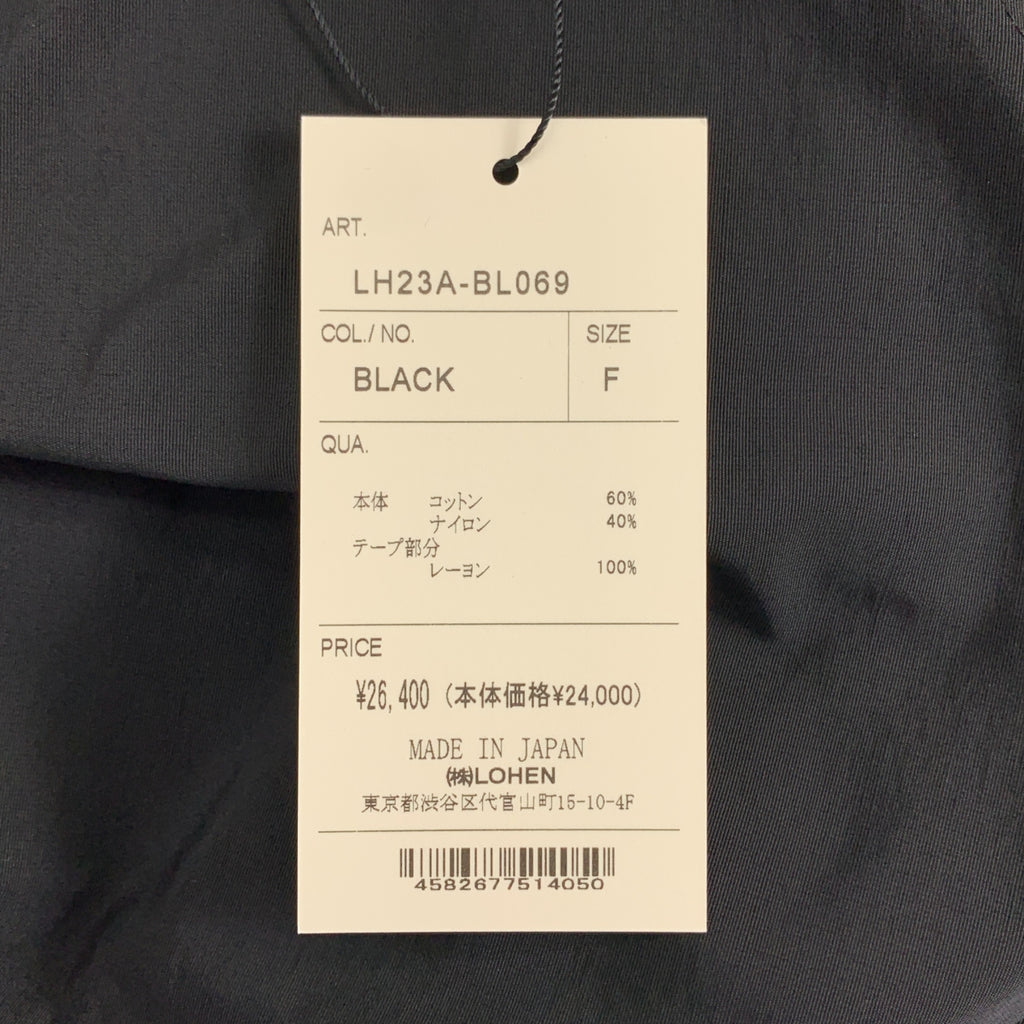 ART.
LH23A-BL069
COL./ NO. SIZE
BLACK F
QUA.
本体 コットン 60%
ナイロン 40%
テープ部分
レーヨン 100%
PRICE
¥26,400 (本体価格¥24,000)
MADE IN JAPAN
㈱LOHEN
東京都渋谷区代官山町15-10-4F
4582677514050